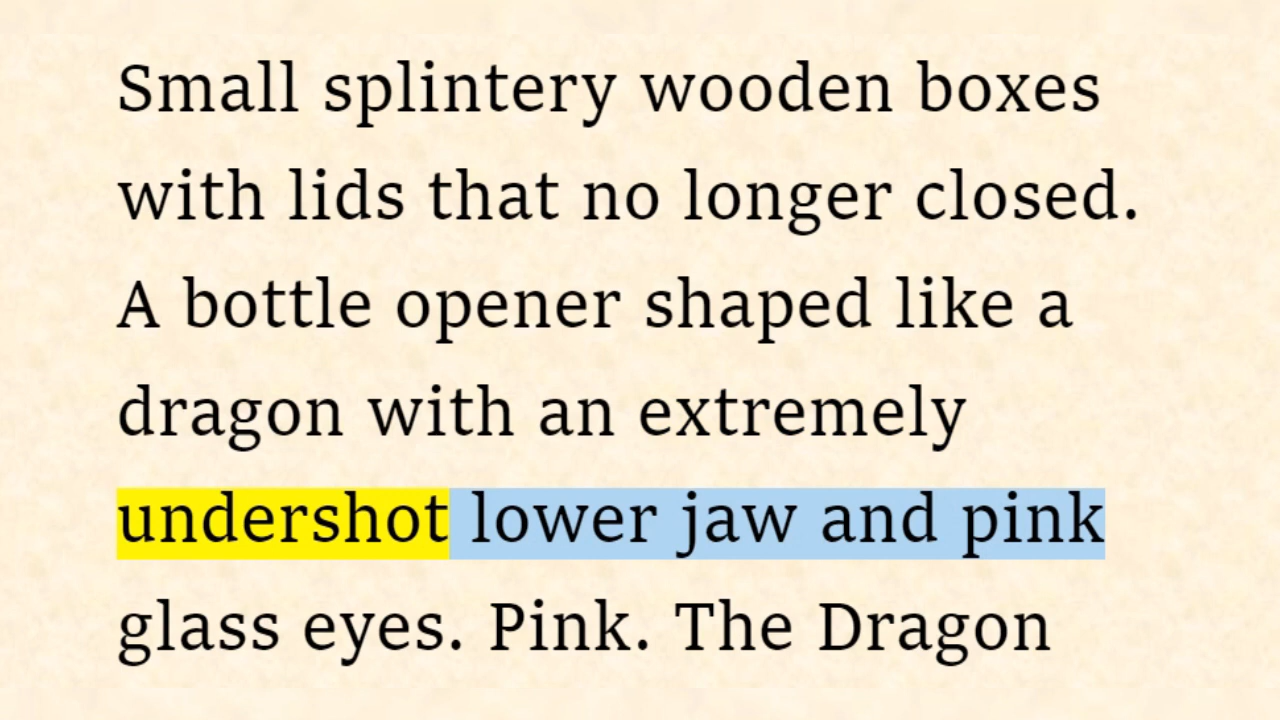 Small splintery wooden boxes
with lids that no longer closed.
A bottle opener shaped like a
dragon with an extremely
undershot lower jaw and pink
glass eyes. Pink. The Dragon